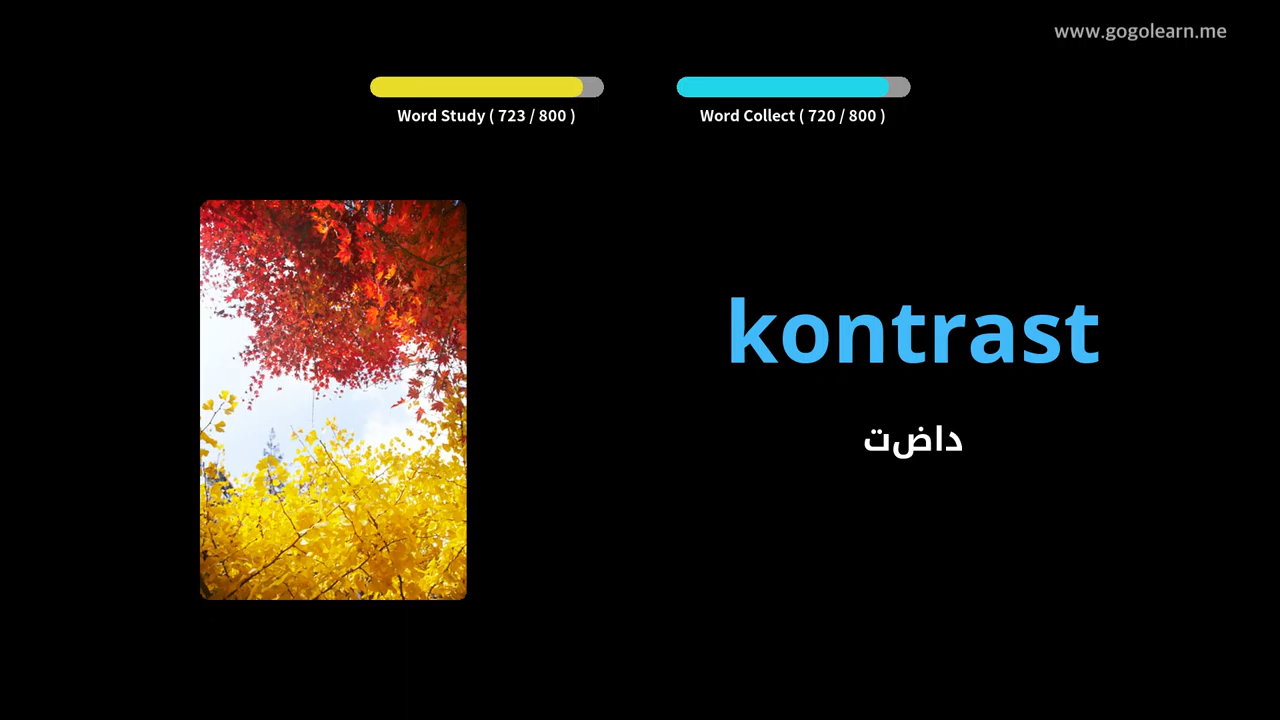 www.gogolearn.me
Word Study ( 723 / 800 )
Word Collect ( 720 / 800 )
kontrast
داضت